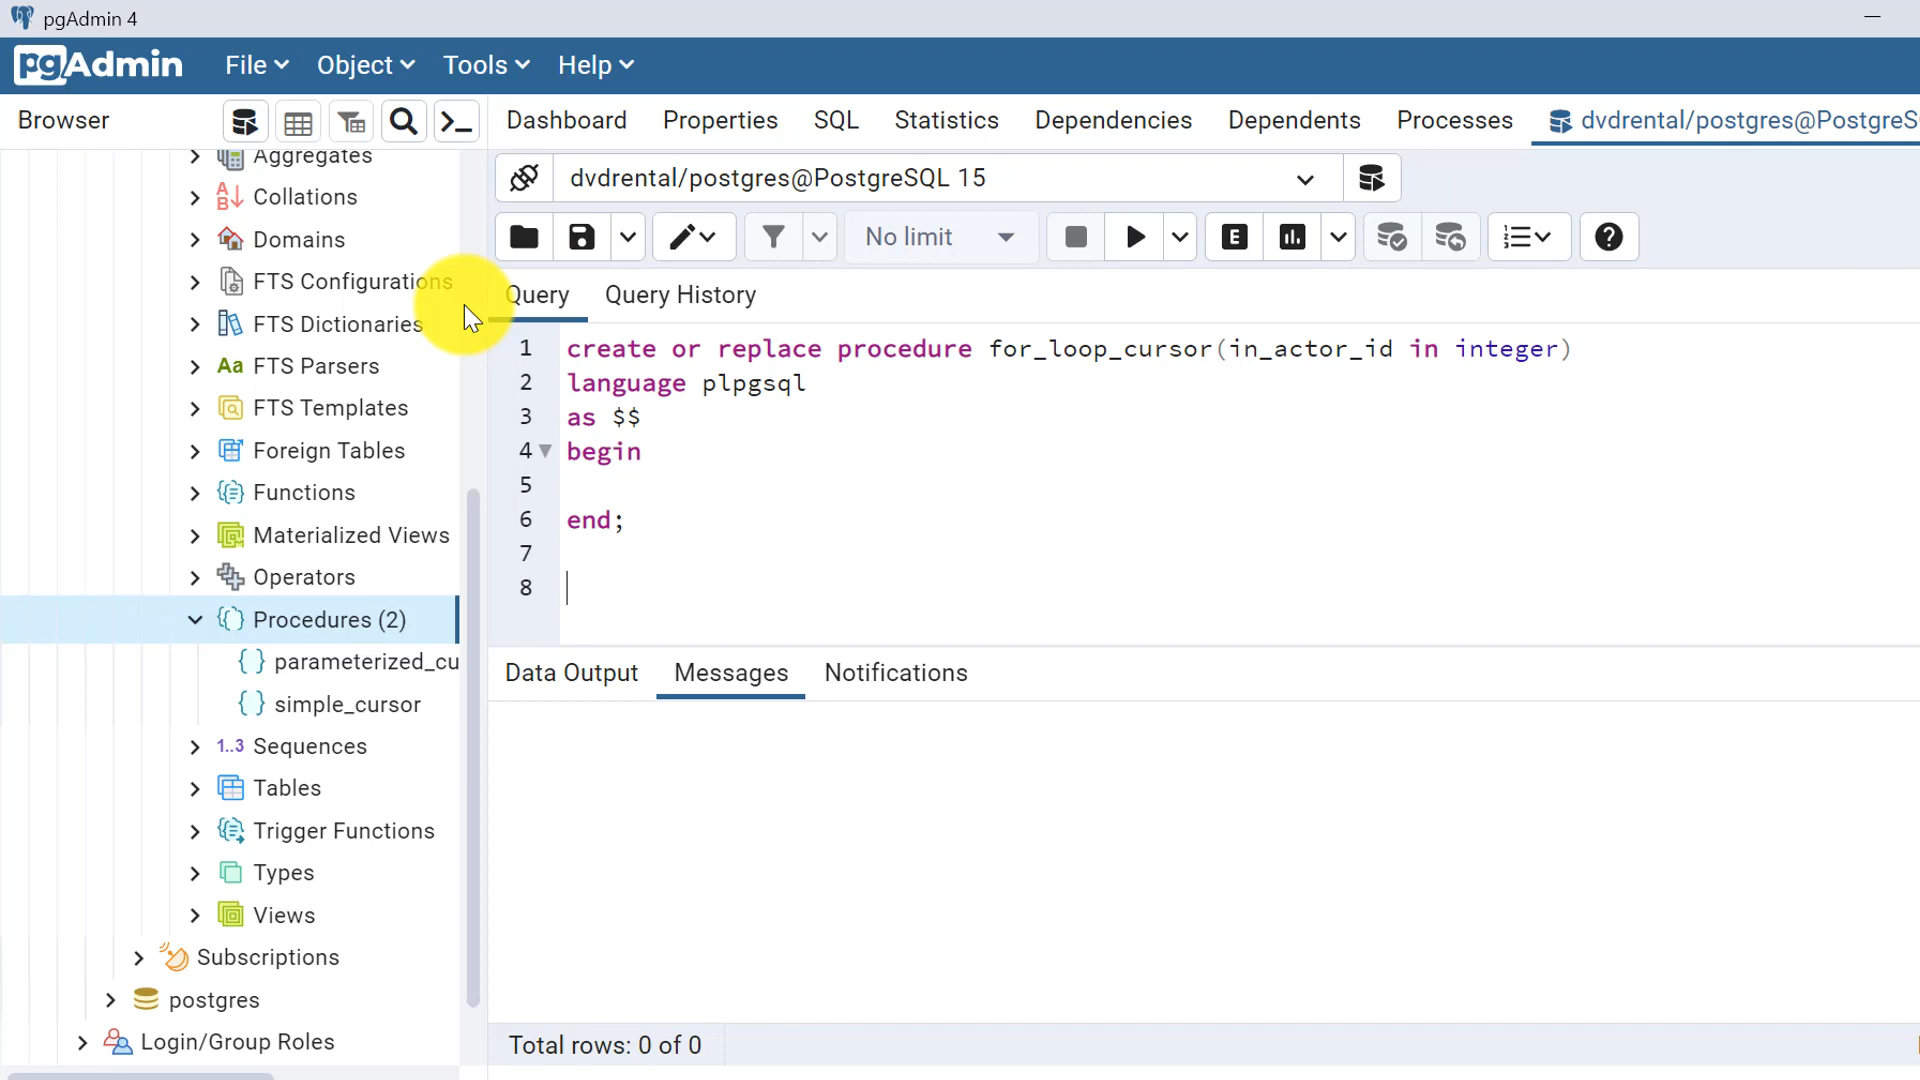 pgAdmin 4
pgAdmin File Object Tools Help
Browser
Dashboard Properties SQL Statistics Dependencies Dependents Processes dvdrental/postgres@PostgreS
Aggregates
Collations
Domains
FTS Configurations
FTS Dictionaries
Aa FTS Parsers
FTS Templates
Foreign Tables
Functions
Materialized Views
Operators
Procedures (2)
parameterized_cu
simple_cursor
1..3 Sequences
Tables
Trigger Functions
Types
Views
Subscriptions
postgres
Login/Group Roles
dvdrental/postgres@PostgreSQL 15
No limit
E
Query Query History
1 create or replace procedure for_loop_cursor(in_actor_id in integer)
2 language plpgsql
3 as $$
4 begin
5
6 end;
7
8
Data Output Messages Notifications
Total rows: 0 of 0